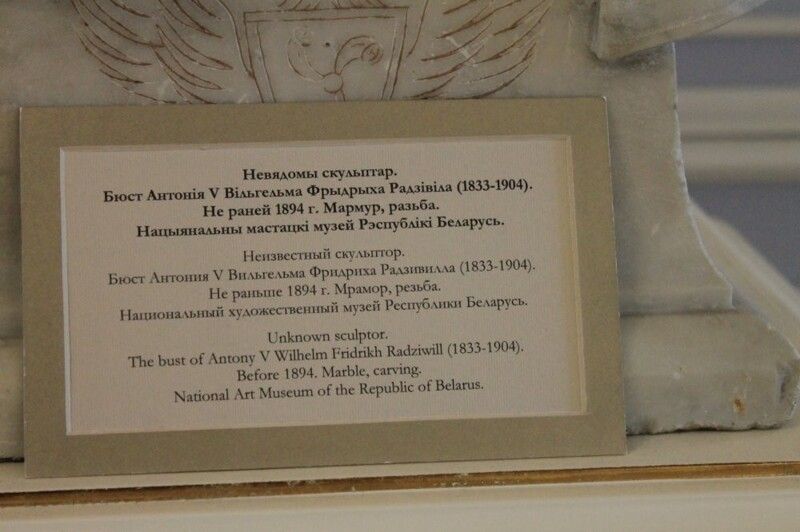 Невядомы скульптар.
Бюст Антонія V Вільгельма Фрыдрыха Радзівіла (1833-1904).
Не раней 1894 г. Мармур, разьба.
Нацыянальны мастацкі музей Рэспублікі Беларусь.
Неизвестный скульптор.
Бюст Антония V Вильгельма Фридриха Радзивилла (1833-1904).
Не раньше 1894 г. Мрамор, резьба.
Национальный художественный музей Республики Беларусь.
Unknown sculptor.
The bust of Antony V Wilhelm Fridrikh Radziwill (1833-1904).
Before 1894. Marble, carving.
National Art Museum of the Republic of Belarus.